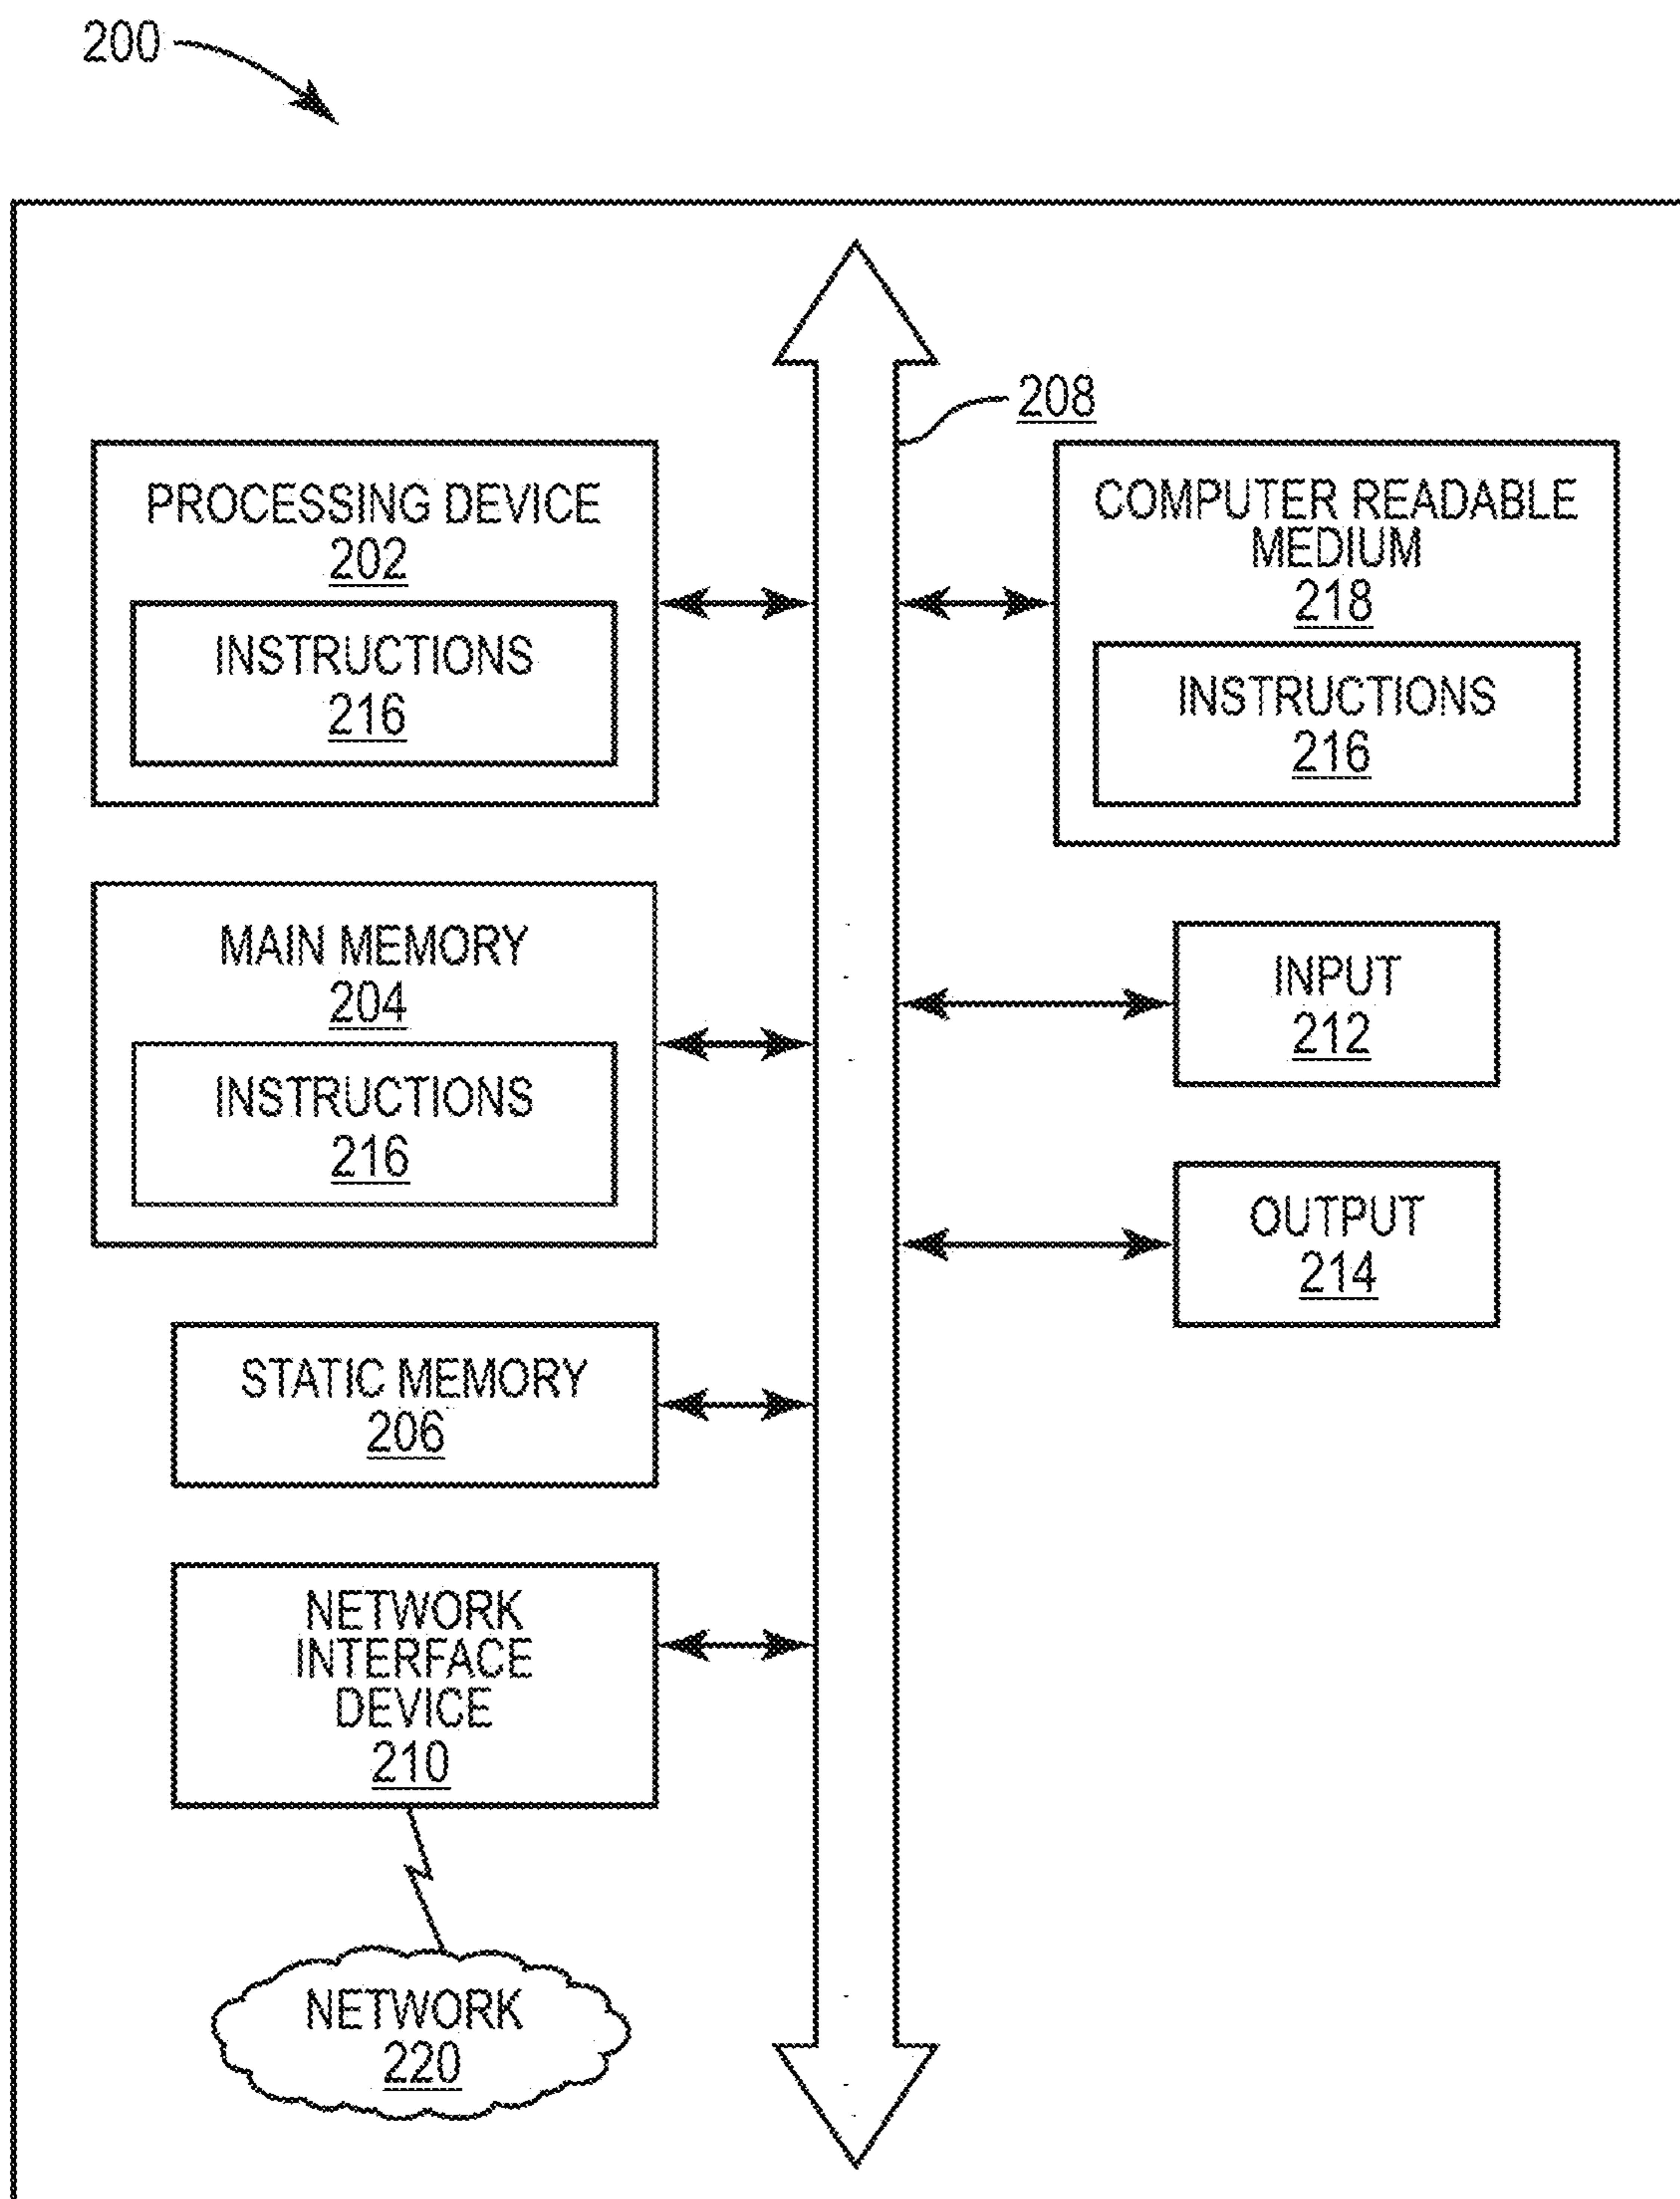 200
208
PROCESSING DEVICE
202
INSTRUCTIONS
216
COMPUTER READABLE
MEDIUM
218
INSTRUCTIONS
216
MAIN MEMORY
204
INSTRUCTIONS
216
INPUT
212
OUTPUT
214
STATIC MEMORY
206
NETWORK
INTERFACE
DEVICE
210
NETWORK
220